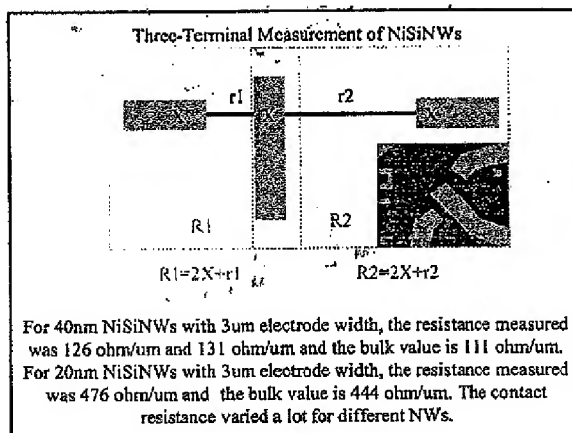 Three-Terminal Measurement of NiSiNWs
r1 r2
X X X
R1 R2
R1=2X+r1 R2=2X+r2
For 40nm NiSiNWs with 3um electrode width, the resistance measured
was 126 ohm/um and 131 ohm/um and the bulk value is 111 ohm/um.
For 20nm NiSiNWs with 3um electrode width, the resistance measured
was 476 ohm/um and the bulk value is 444 ohm/um. The contact
resistance varied a lot for different NWs.